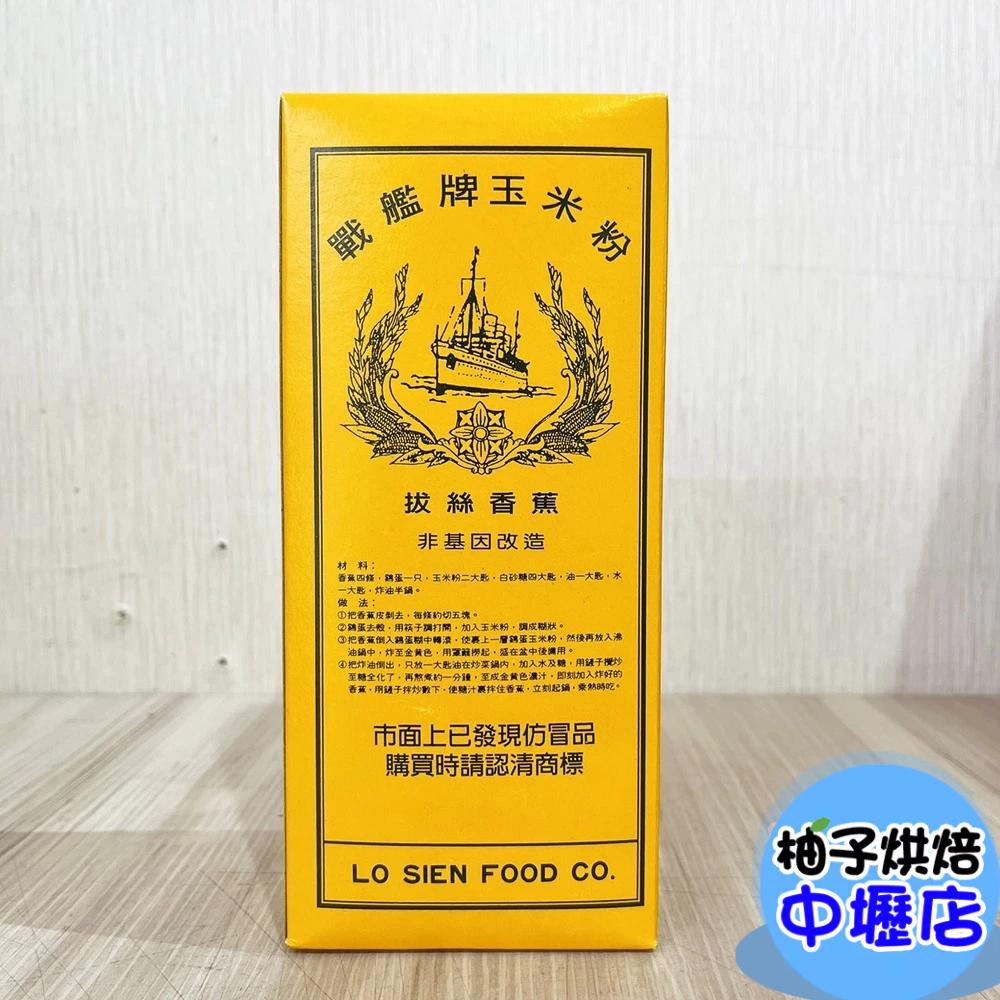 戰艦牌玉米粉
拔絲香蕉
非基因改造
材料：
香蕉四條，鷄蛋一只，玉米粉二大匙，白砂糖四大匙，油一大匙，水
一大匙，炸油半鍋。
做法：
①把香蕉皮剝去，每條約切五塊。
②鷄蛋去殼，用筷子調打開，加入玉米粉，調成糊狀。
③把香蕉倒入鷄蛋糊中轉滾，使裹上一層鷄蛋玉米粉，然後再放入沸
油鍋中，炸至金黃色，用罩籬撈起，盛在盆中後備用。
④把炸油倒出，只放一大匙油在炒菜鍋內，加入水及糖，用鏟子攪炒
至糖全化了，再熬煮約一分鐘，至成金黃色濃汁，即刻加入炸好的
香蕉，用鏟子拌炒數下，使糖汁裹拌住香蕉，立刻起鍋，乘熱時吃。
市面上已發現仿冒品
購買時請認清商標
LO SIEN FOOD CO.
柚子烘焙
中壢店